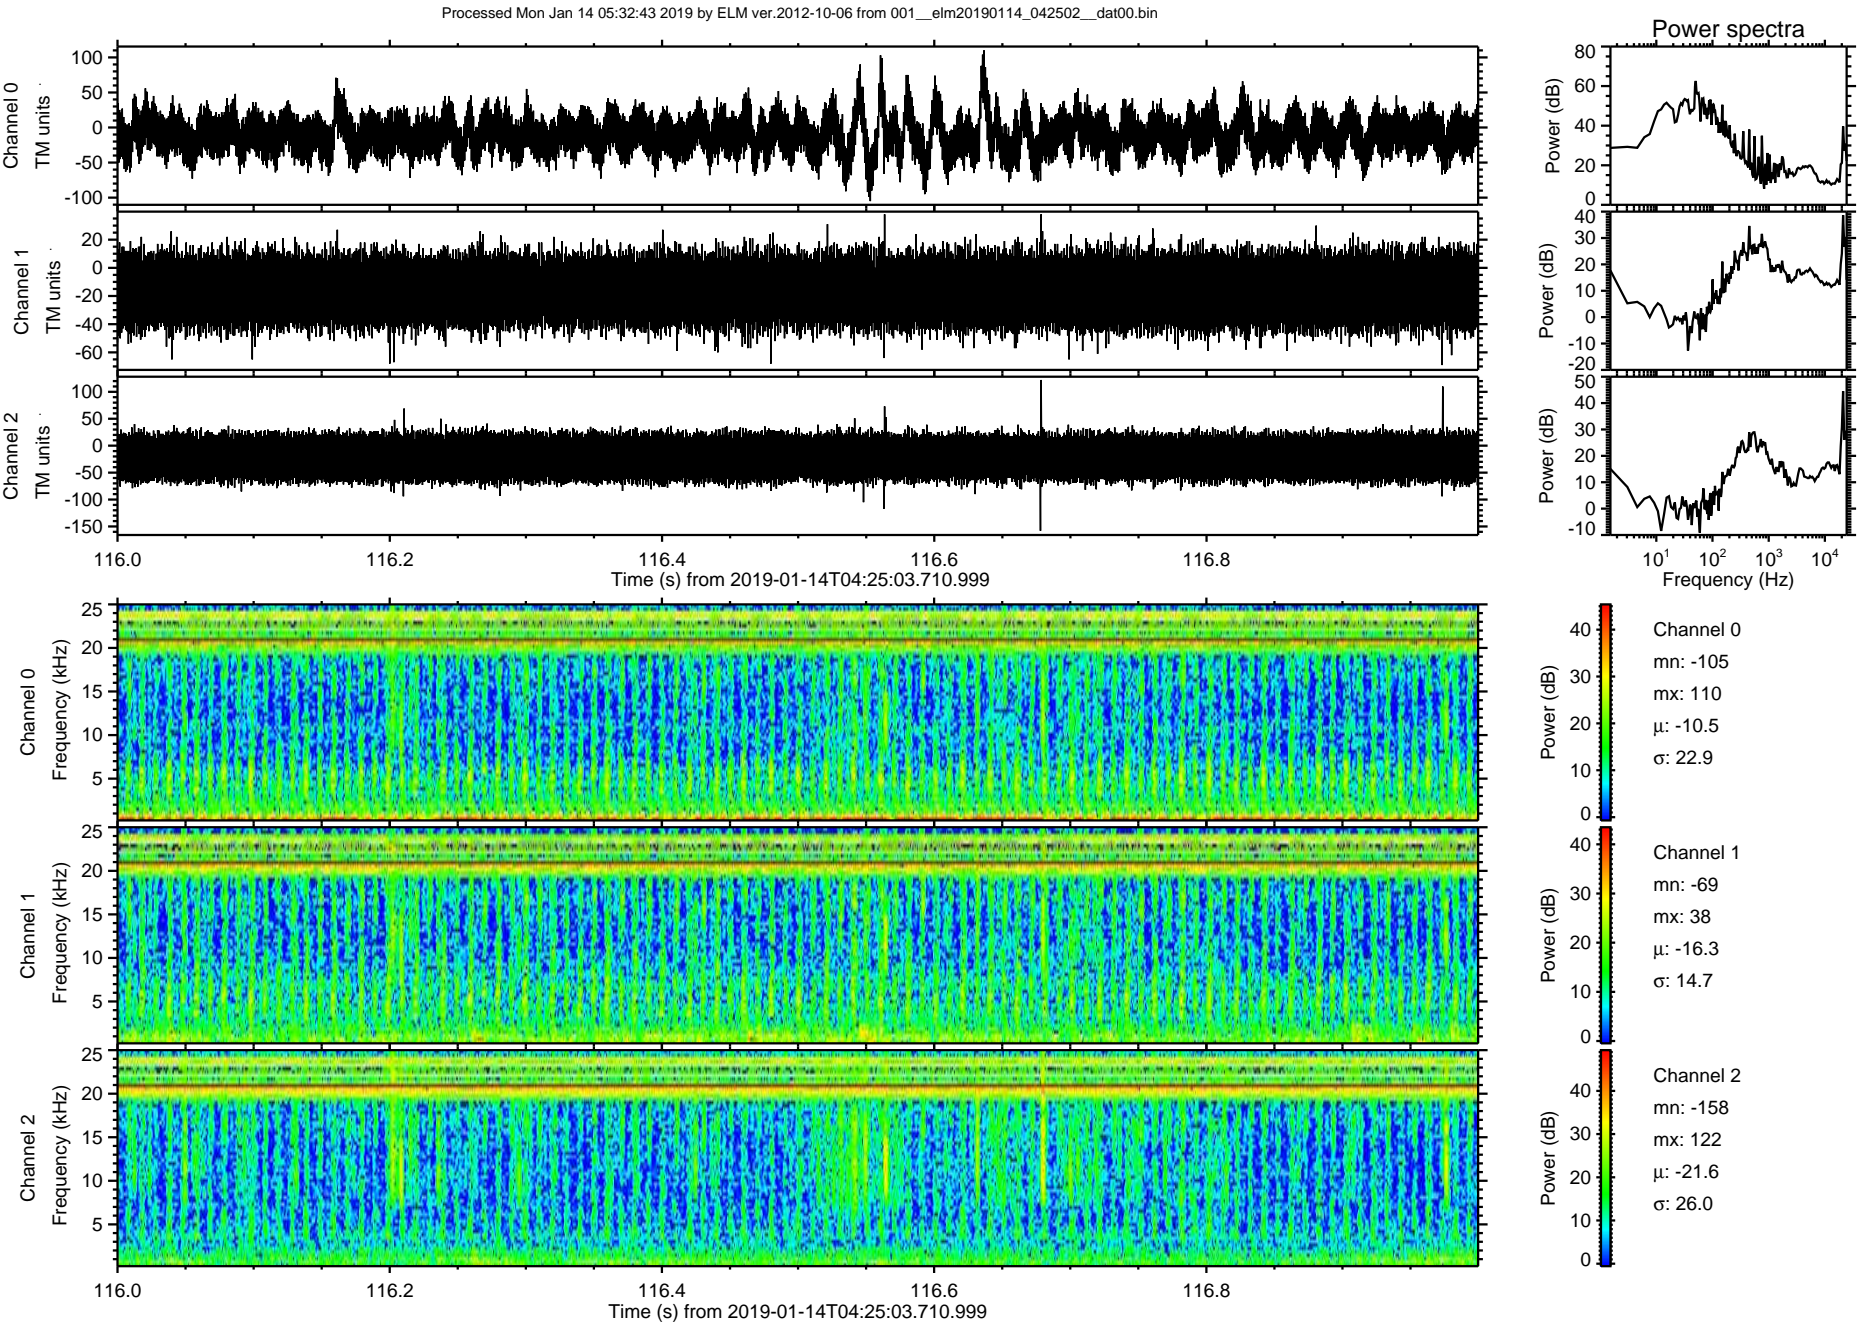 Processed Mon Jan 14 05:32:43 2019 by ELM ver.2012-10-06 from 001__elm20190114_042502__dat00.bin
Power spectra
Channel 0
TM units
100
50
0
-50
-100
Power (dB)
80
60
40
20
0
Channel 1
TM units
20
0
-20
-40
-60
Power (dB)
40
30
20
10
0
-10
-20
Channel 2
TM units
100
50
0
-50
-100
-150
Power (dB)
50
40
30
20
10
0
-10
116.0 116.2 116.4 116.6 116.8
Time (s) from 2019-01-14T04:25:03.710.999
10^1 10^2 10^3 10^4
Frequency (Hz)
Channel 0
Frequency (kHz)
25
20
15
10
5
Power (dB)
40
30
20
10
0
Channel 0
mn: -105
mx: 110
μ: -10.5
σ: 22.9
Channel 1
Frequency (kHz)
25
20
15
10
5
Power (dB)
40
30
20
10
0
Channel 1
mn: -69
mx: 38
μ: -16.3
σ: 14.7
Channel 2
Frequency (kHz)
25
20
15
10
5
Power (dB)
40
30
20
10
0
Channel 2
mn: -158
mx: 122
μ: -21.6
σ: 26.0
116.0 116.2 116.4 116.6 116.8
Time (s) from 2019-01-14T04:25:03.710.999